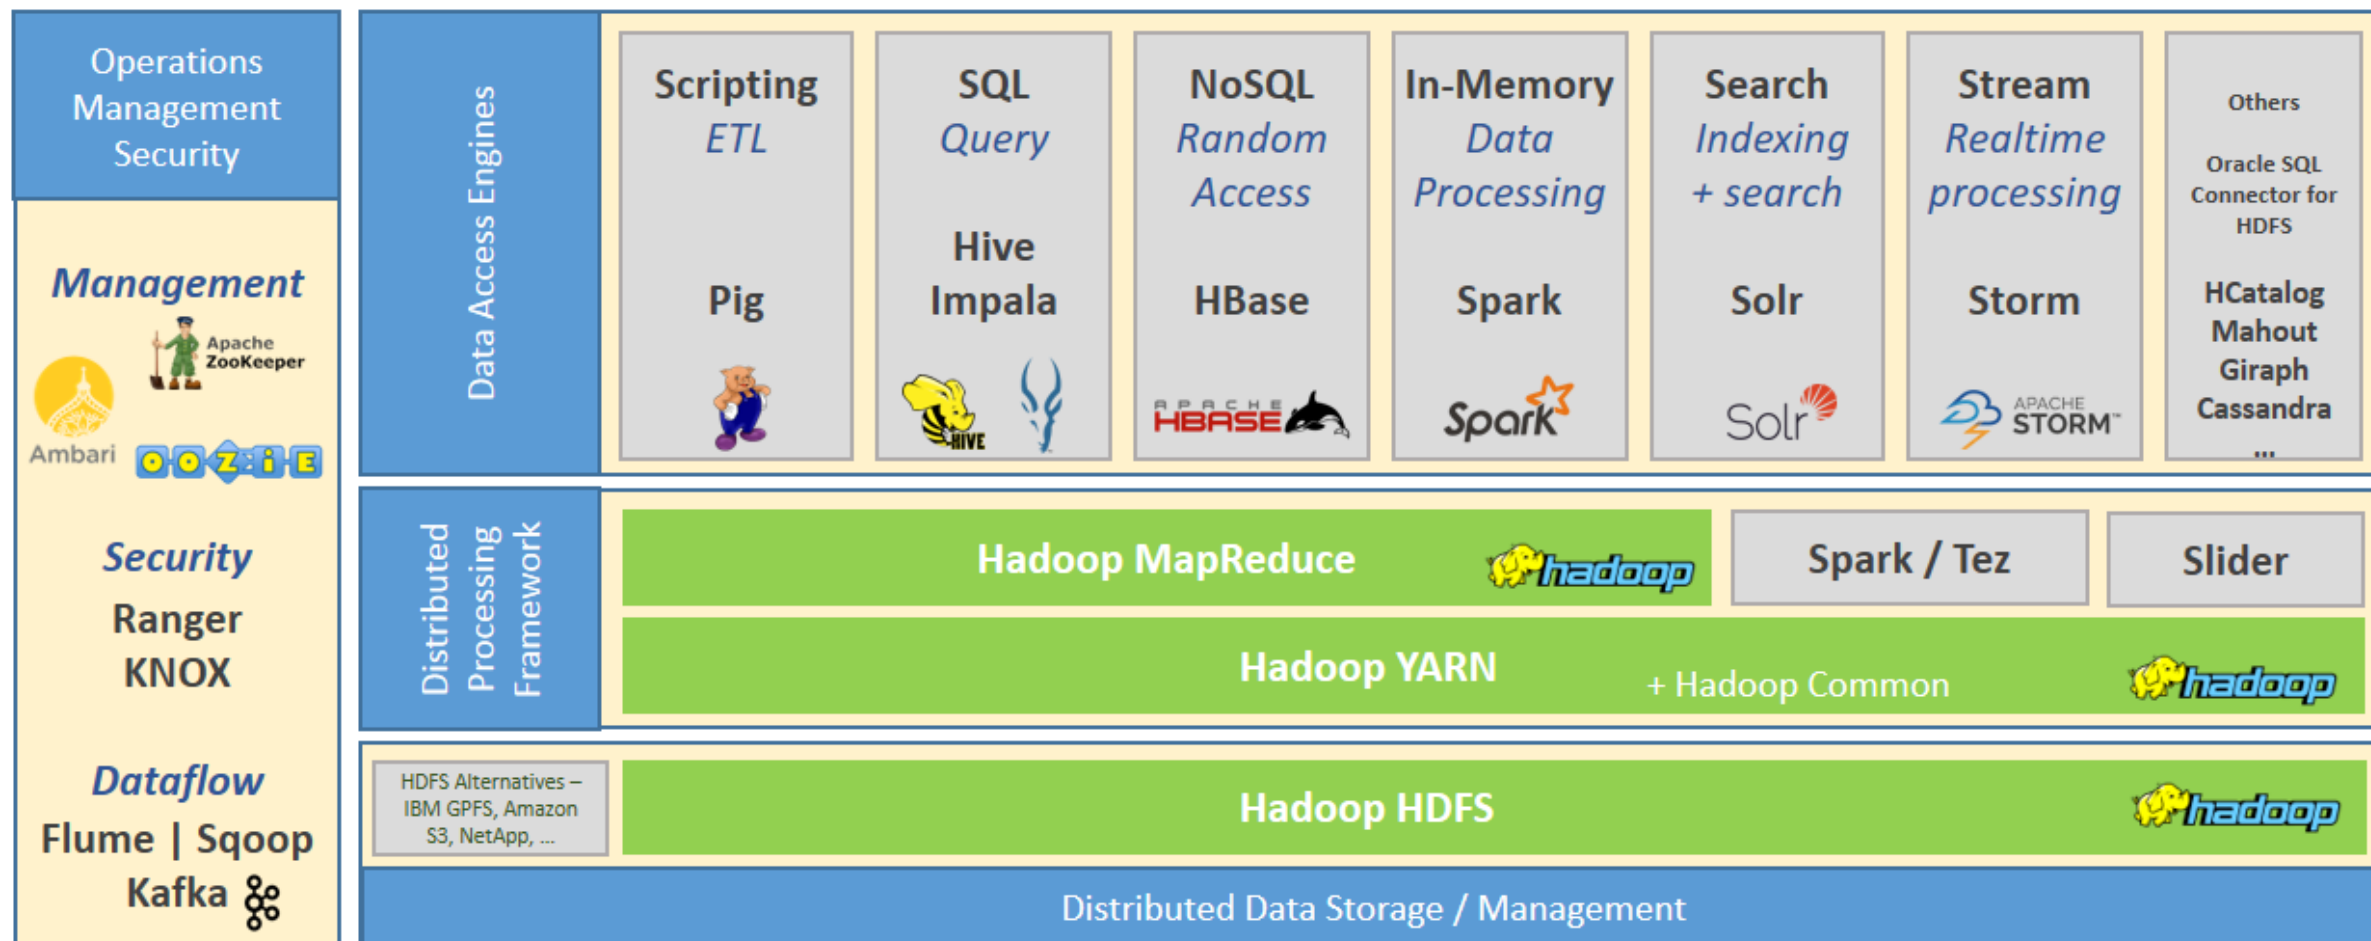 Operations
Management
Security
Management
Apache
ZooKeeper
Ambari
OOZIE
Security
Ranger
KNOX
Dataflow
Flume | Sqoop
Kafka
Data Access Engines
Scripting
ETL
Pig
SQL
Query
Hive
Impala
HIVE
NoSQL
Random
Access
HBase
APACHE
HBASE
In-Memory
Data
Processing
Spark
Spark
Search
Indexing
+ search
Solr
Solr
Stream
Realtime
processing
Storm
APACHE
STORM™
Others
Oracle SQL
Connector for
HDFS
HCatalog
Mahout
Giraph
Cassandra
...
Distributed
Processing
Framework
Hadoop MapReduce
hadoop
Spark / Tez
Slider
Hadoop YARN
+ Hadoop Common
hadoop
HDFS Alternatives –
IBM GPFS, Amazon
S3, NetApp, ...
Hadoop HDFS
hadoop
Distributed Data Storage / Management